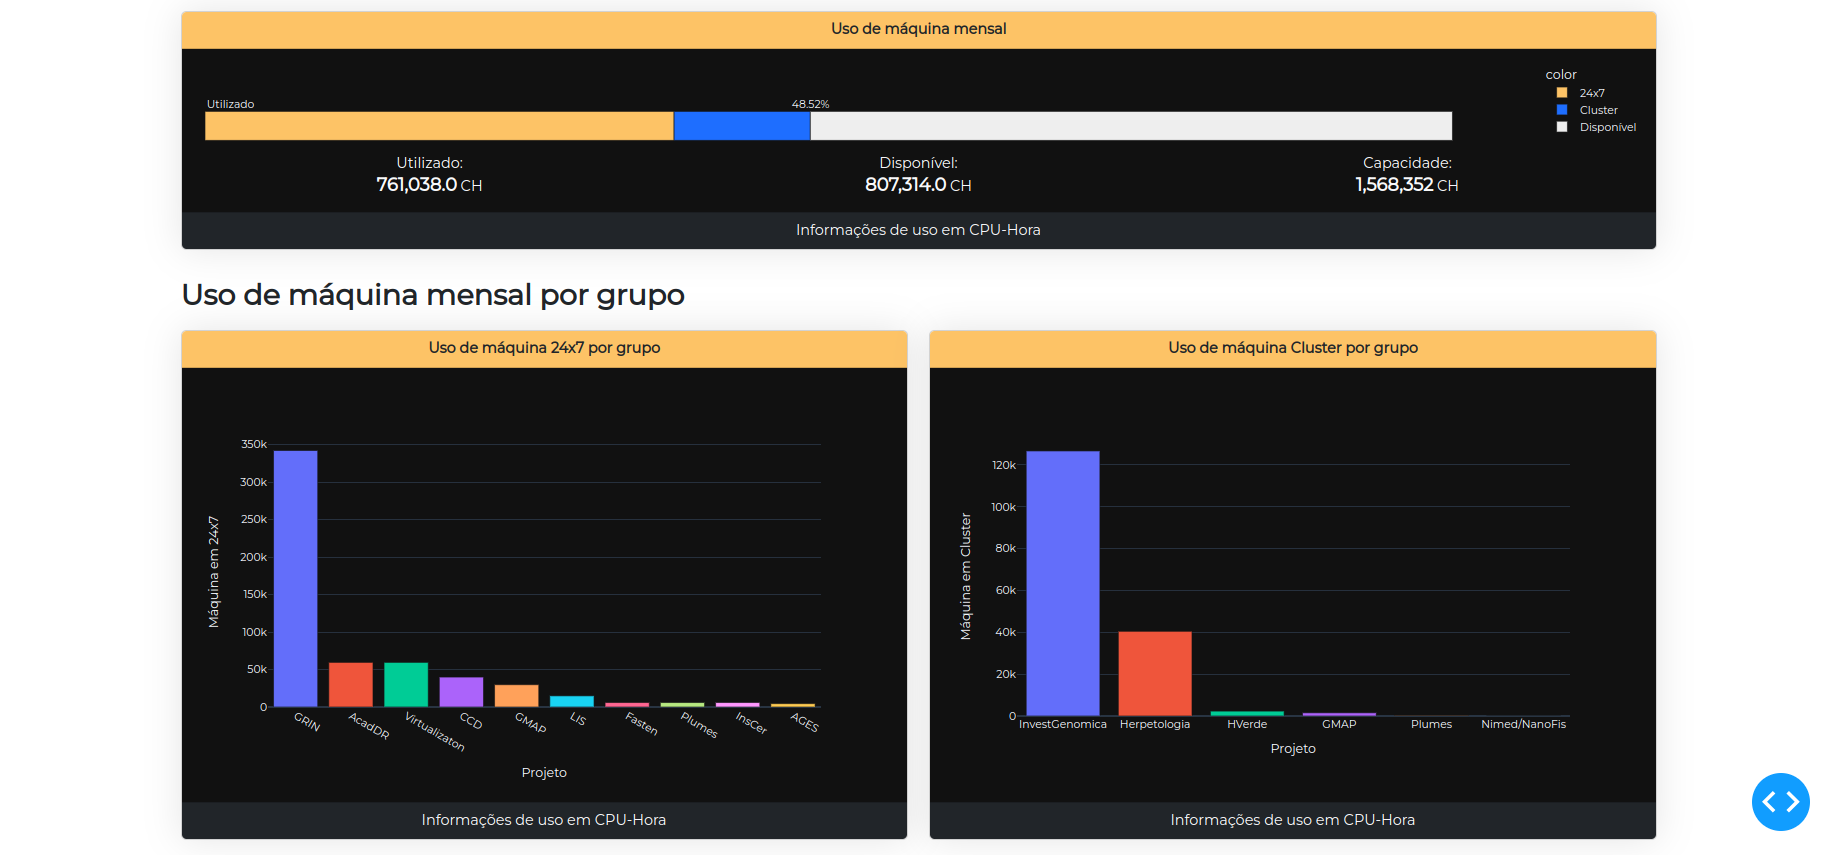 Uso de máquina mensal
color
24x7
Cluster
Disponível
Utilizado
48.52%
Utilizado:
761,038.0 CH
Disponível:
807,314.0 CH
Capacidade:
1,568,352 CH
Informações de uso em CPU-Hora
Uso de máquina mensal por grupo
Uso de máquina 24x7 por grupo
Máquina em 24x7
350k
300k
250k
200k
150k
100k
50k
0
GRIN
AcadDR
Virtualizaton
CCD
GMAP
LIS
Fasten
Plumes
InsCer
AGES
Projeto
Informações de uso em CPU-Hora
Uso de máquina Cluster por grupo
Máquina em Cluster
120k
100k
80k
60k
40k
20k
0
InvestGenomica
Herpetologia
HVerde
GMAP
Plumes
Nimed/NanoFis
Projeto
Informações de uso em CPU-Hora